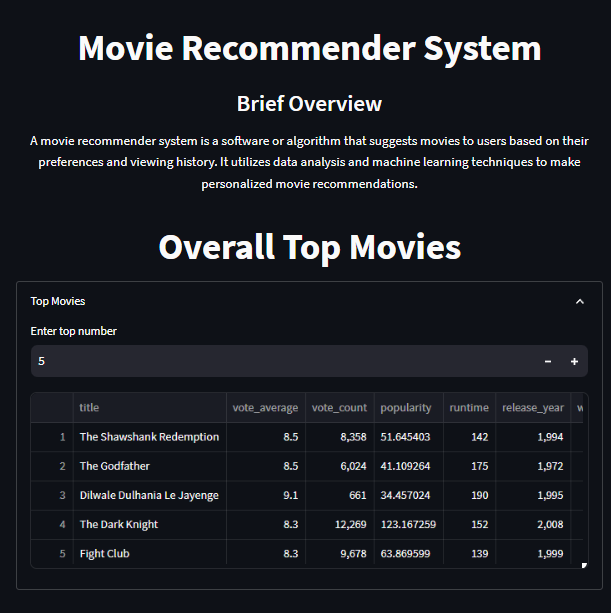 Movie Recommender System
Brief Overview
A movie recommender system is a software or algorithm that suggests movies to users based on their
preferences and viewing history. It utilizes data analysis and machine learning techniques to make
personalized movie recommendations.
Overall Top Movies
Top Movies
Enter top number
5
title vote_average vote_count popularity runtime release_year w
1 The Shawshank Redemption 8.5 8,358 51.645403 142 1,994
2 The Godfather 8.5 6,024 41.109264 175 1,972
3 Dilwale Dulhania Le Jayenge 9.1 661 34.457024 190 1,995
4 The Dark Knight 8.3 12,269 123.167259 152 2,008
5 Fight Club 8.3 9,678 63.869599 139 1,999